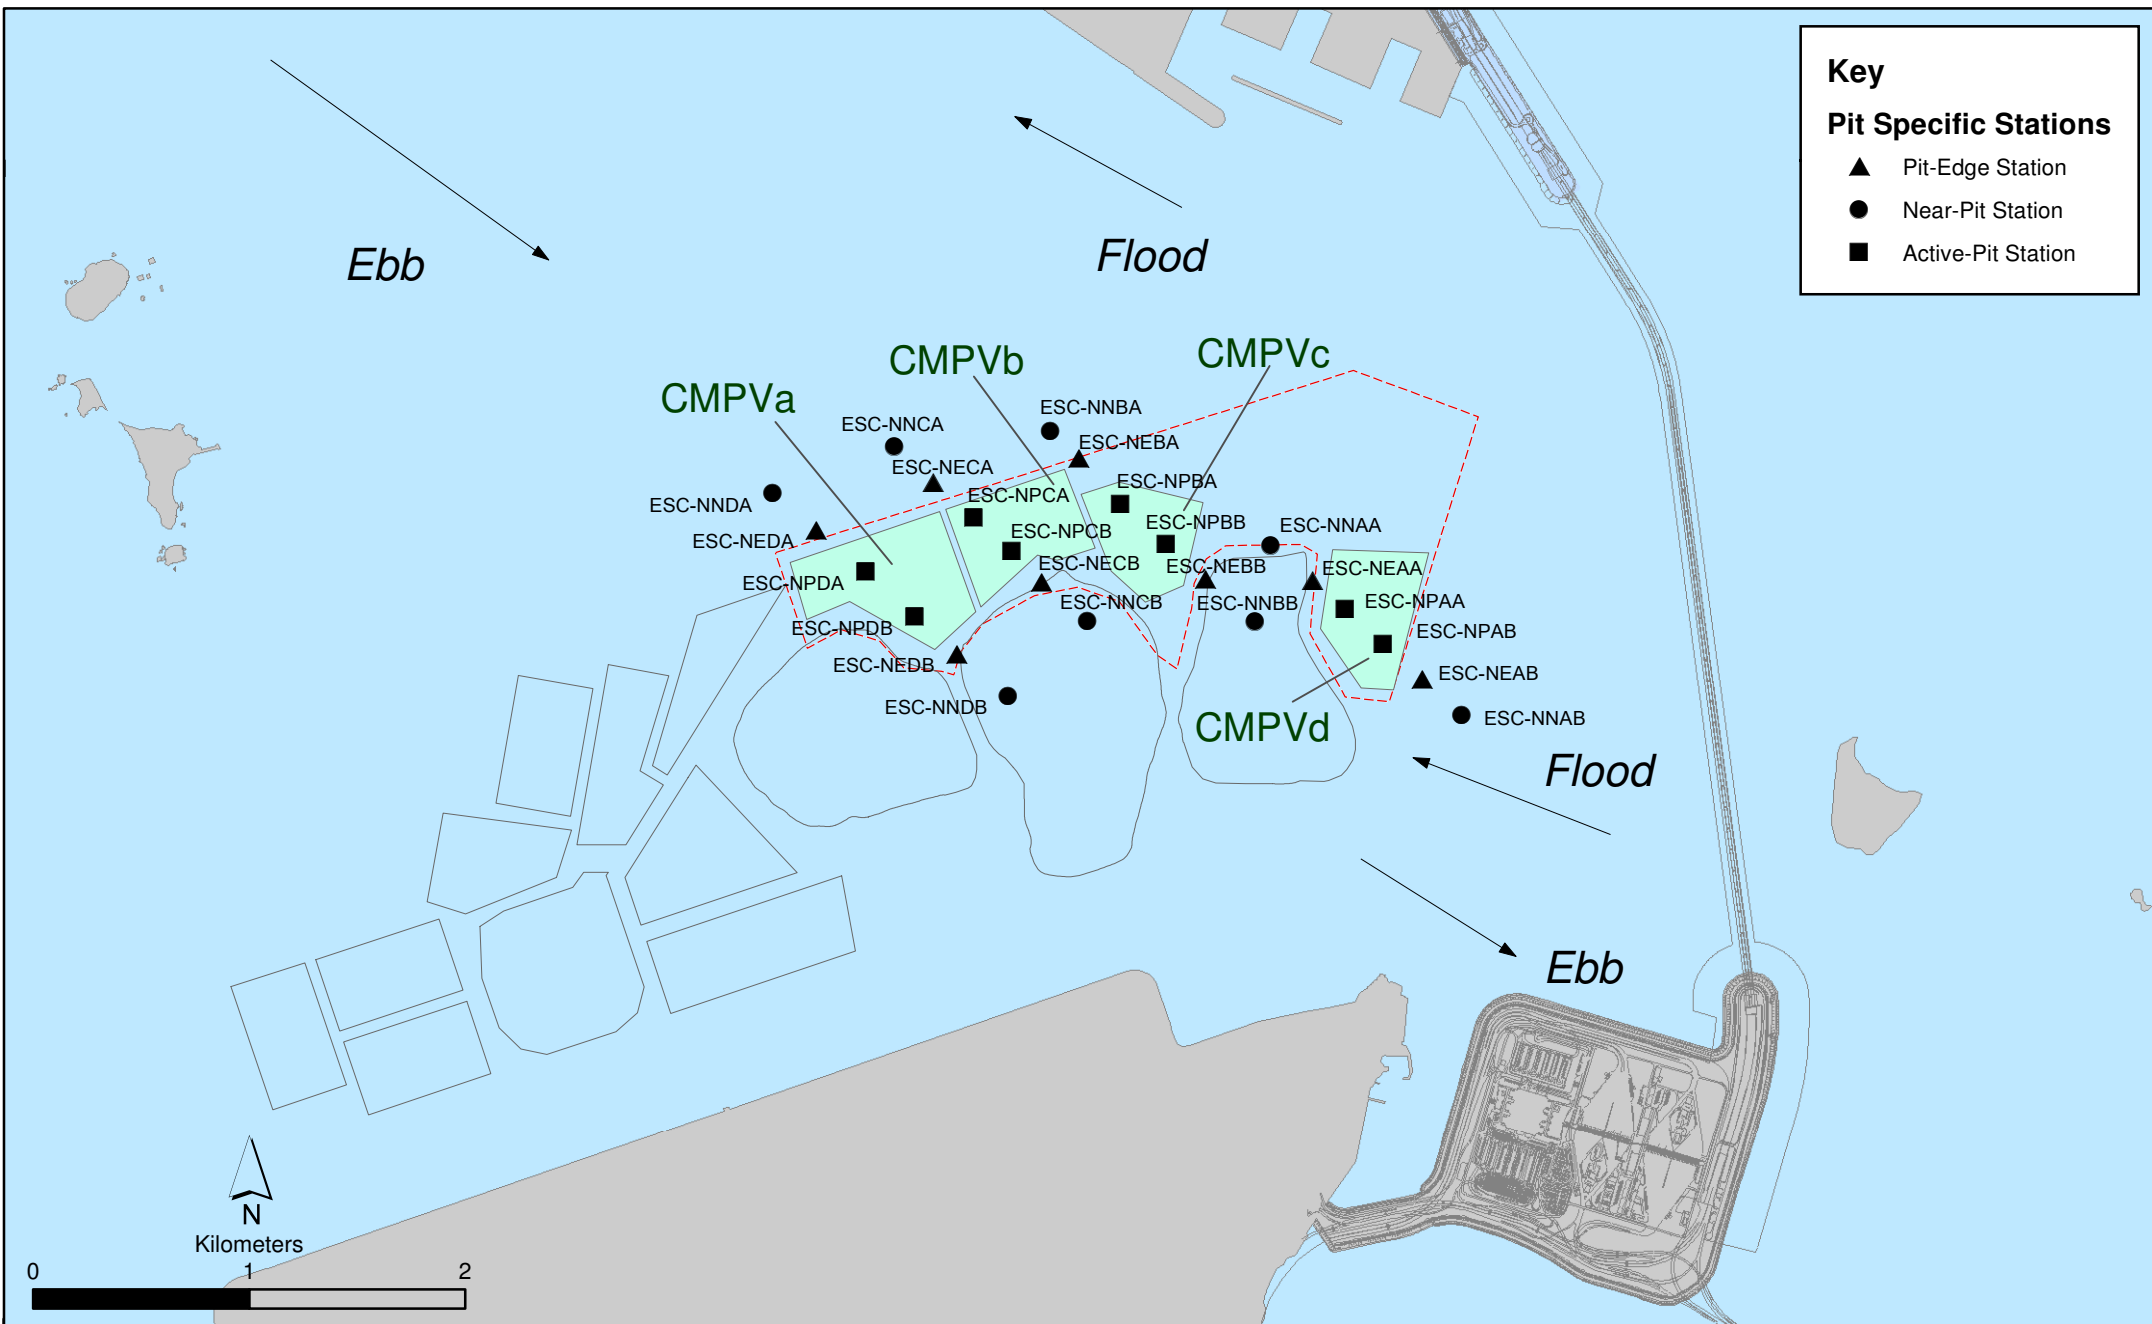 Key
Pit Specific Stations
Pit-Edge Station
Near-Pit Station
Active-Pit Station
Ebb
Flood
CMPVa
CMPVb
CMPVc
ESC-NNCA
ESC-NNBA
ESC-NEBA
ESC-NECA
ESC-NNDA
ESC-NPCA
ESC-NPBA
ESC-NEDA
ESC-NPCB
ESC-NPBB
ESC-NNAA
ESC-NPDA
ESC-NECB
ESC-NEBB
ESC-NEAA
ESC-NPDB
ESC-NNCB
ESC-NNBB
ESC-NPAA
ESC-NPAB
ESC-NEDB
ESC-NEAB
ESC-NNDB
ESC-NNAB
CMPVd
Flood
Ebb
N
Kilometers
0 1 2